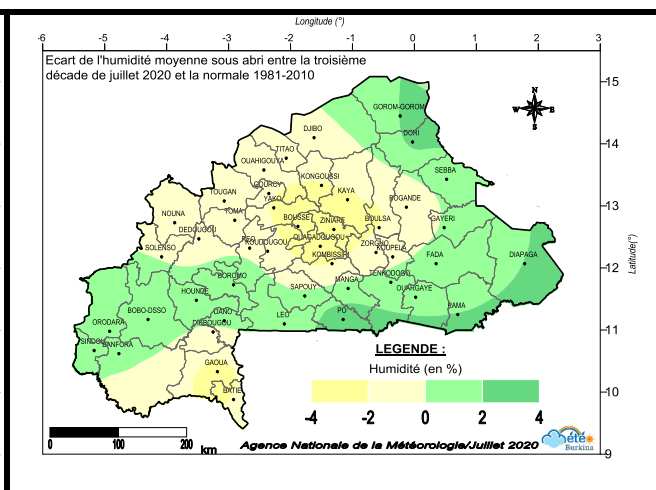 Longitude (°)
-6 -5 -4 -3 -2 -1 0 1 2 3
Ecart de l'humidité moyenne sous abri entre la troisième
décade de juillet 2020 et la normale 1981-2010
15
N
W E
S
GOROM-GOROM
DJIBO
DORI
14
TITAO
OUAHIGOUYA
KONGOUSSI
SEBBA
GOURCY
KAYA
TOUGAN
YAKO
BOGANDE
13
NOUNA
TOMA
BOUSSE
ZINIARE
BOULSA
GAYERI
DEDOUGOU
OUAGADOUGOU
SOLENSO
KOUDOUGOU
ZORGHO
KOUPELA
KOMBISSIRI
FADA
DIAPAGA
Latitude(°)
12
BOROMO
TENKODOGO
HOUNDE
SAPOUY
MANGA
OUARGAYE
BOBO-DSSO
DANO
LEO
PO
PAMA
ORODARA
DIEBOUGOU
11
SINDOU
BANFORA
LEGENDE :
GAOUA
Humidité (en %)
BATIE
10
-4 -2 0 2 4
0 100 200
km
Agence Nationale de la Météorologie/Juillet 2020
météo
Burkina
9